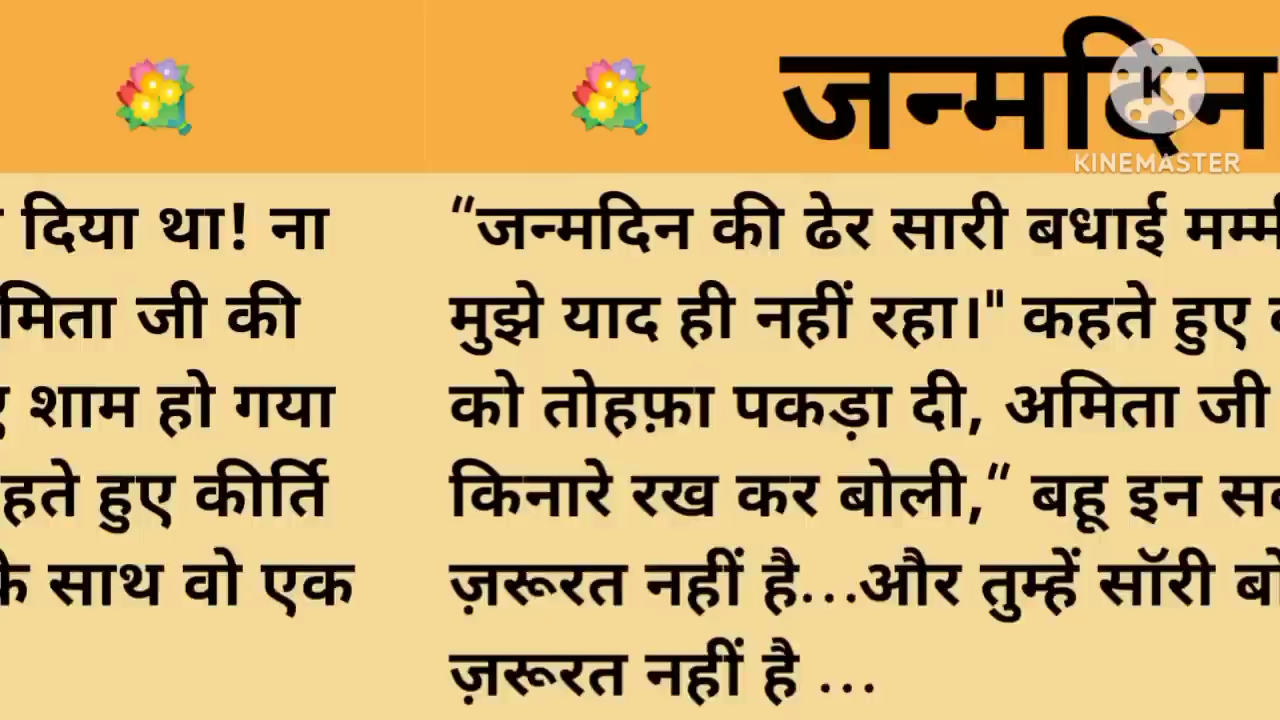 जन्मदिन
KINEMASTER
दिया था! ना
मिता जी की
शाम हो गया
हते हुए कीर्ति
के साथ वो एक
“जन्मदिन की ढेर सारी बधाई मम्मी
मुझे याद ही नहीं रहा।" कहते हुए
को तोहफ़ा पकड़ा दी, अमिता जी
किनारे रख कर बोली,“ बहू इन
ज़रूरत नहीं है...और तुम्हें सॉरी
ज़रूरत नहीं है ...